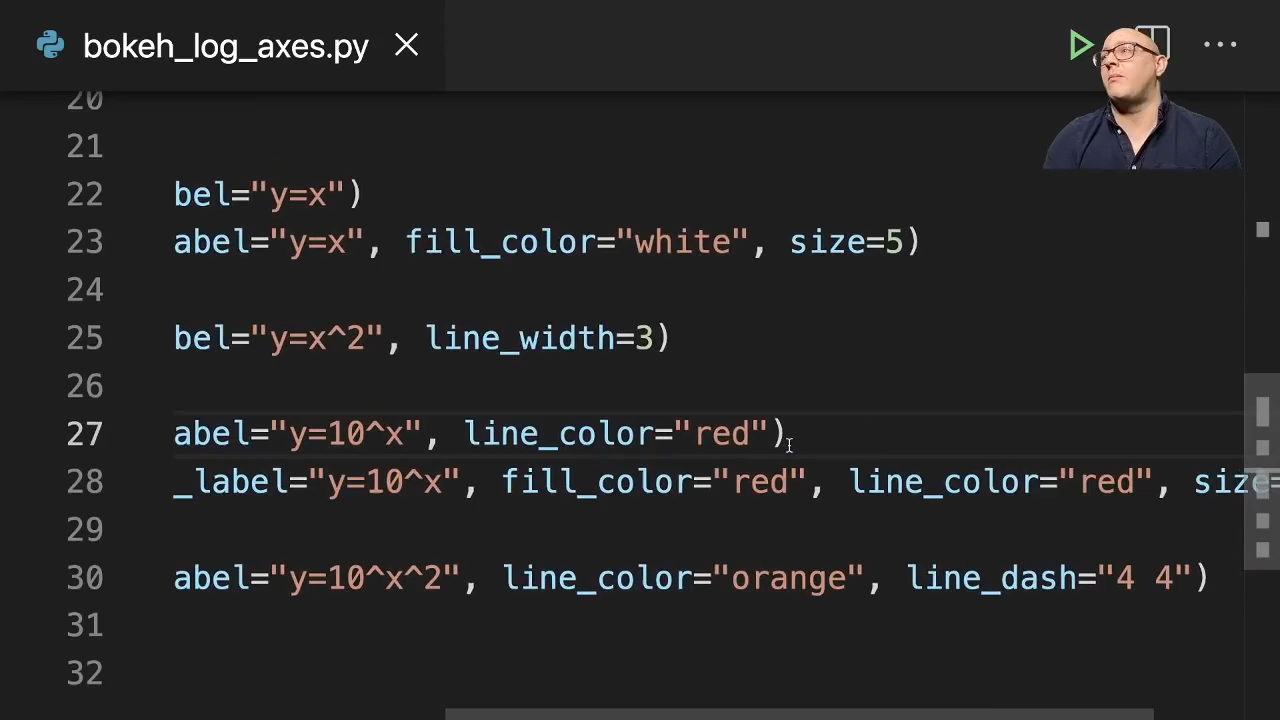 bokeh_log_axes.py
20
21
22 bel="y=x")
23 abel="y=x", fill_color="white", size=5)
24
25 bel="y=x^2", line_width=3)
26
27 abel="y=10^x", line_color="red")
28 _label="y=10^x", fill_color="red", line_color="red", size=
29
30 abel="y=10^x^2", line_color="orange", line_dash="4 4")
31
32